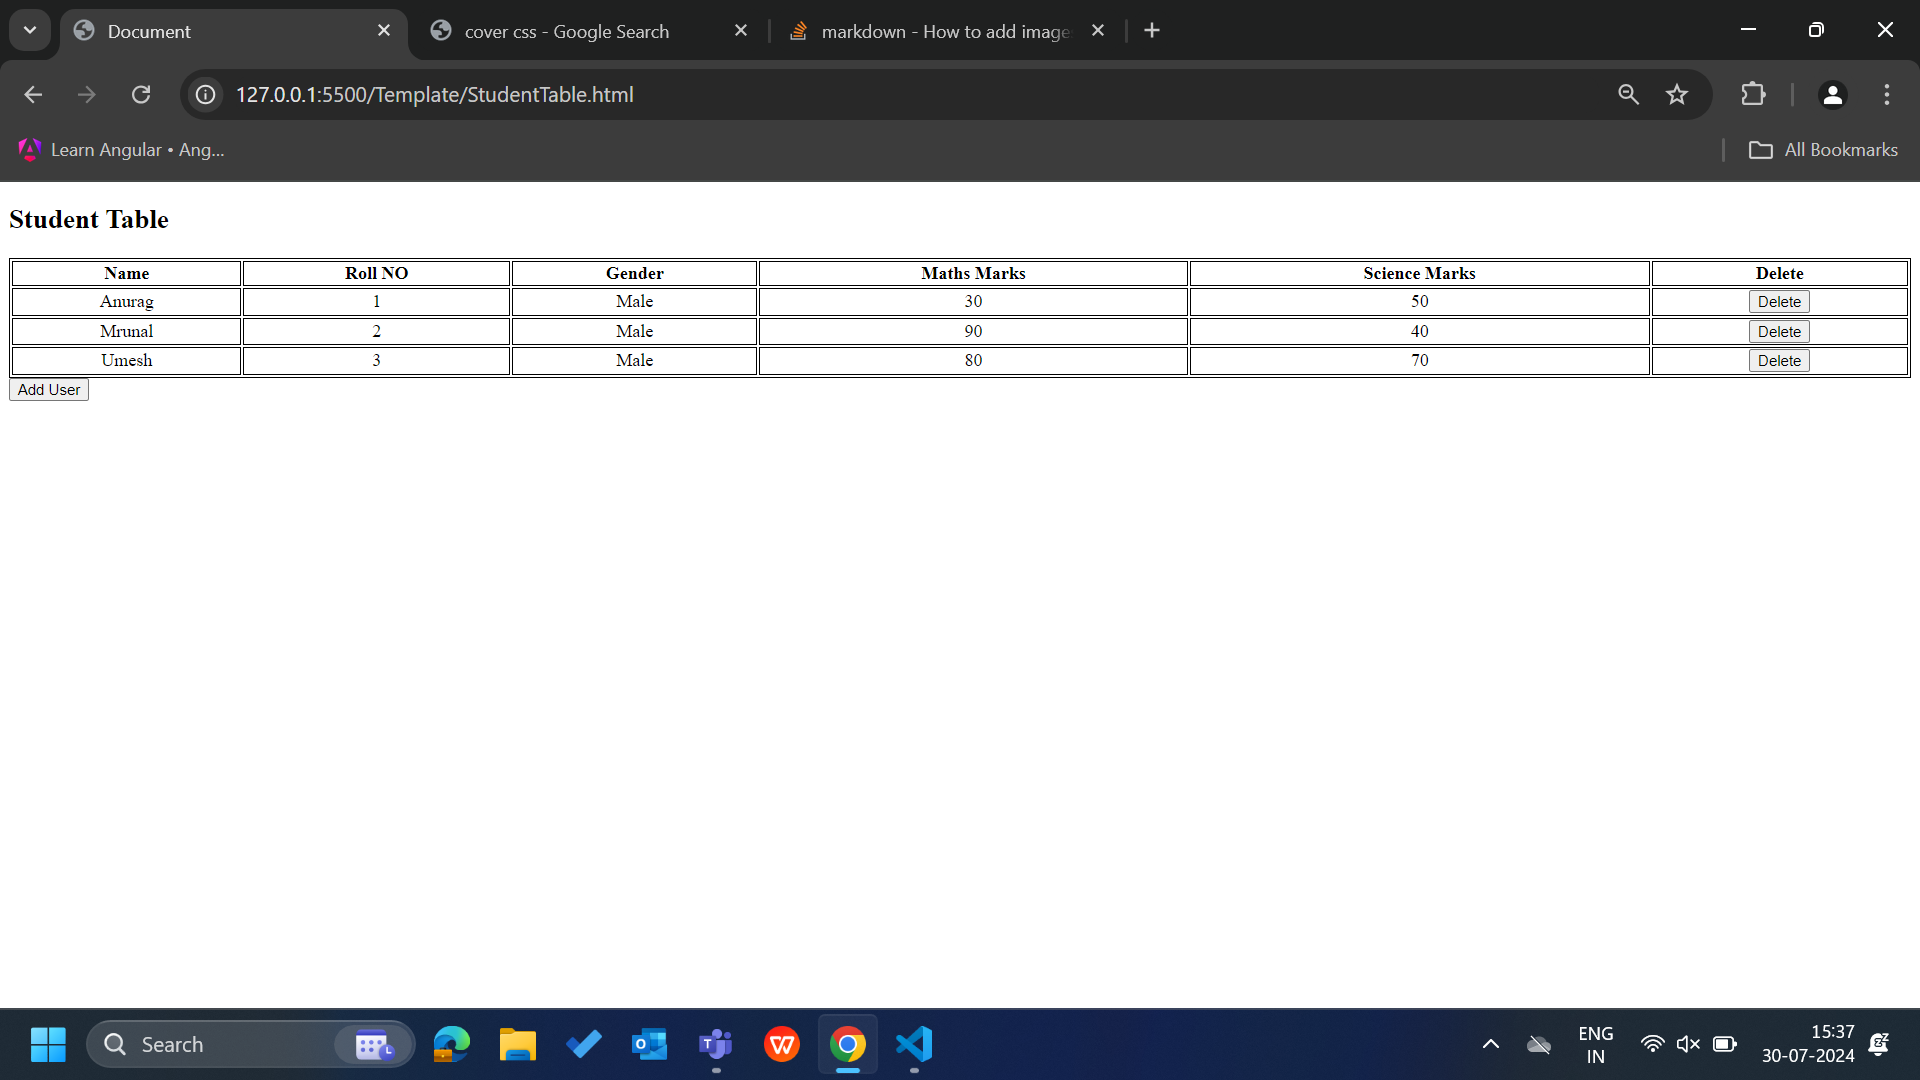 Document
cover css - Google Search
markdown - How to add image
127.0.0.1:5500/Template/StudentTable.html
Learn Angular • Ang...
All Bookmarks
Student Table
Name Roll NO Gender Maths Marks Science Marks Delete
Anurag 1 Male 30 50 Delete
Mrunal 2 Male 90 40 Delete
Umesh 3 Male 80 70 Delete
Add User
Search
ENG
IN
15:37
30-07-2024